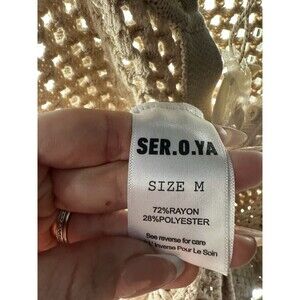 SER.O.YA
SIZE M
72%RAYON
28%POLYESTER
See reverse for care
Inverse Pour Le Soin